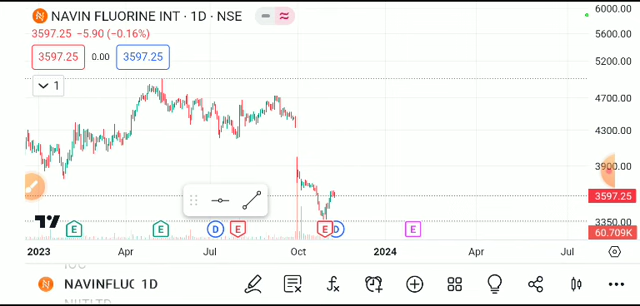 NAVIN FLUORINE INT · 1D · NSE
3597.25 −5.90 (−0.16%)
3597.25 0.00 3597.25
1
6000.00
5600.00
5200.00
4700.00
4300.00
3900.00
3597.25
3350.00
60.709K
E E D E E D E
2023 Apr Jul Oct 2024 Apr Jul
NAVINFLUC 1D